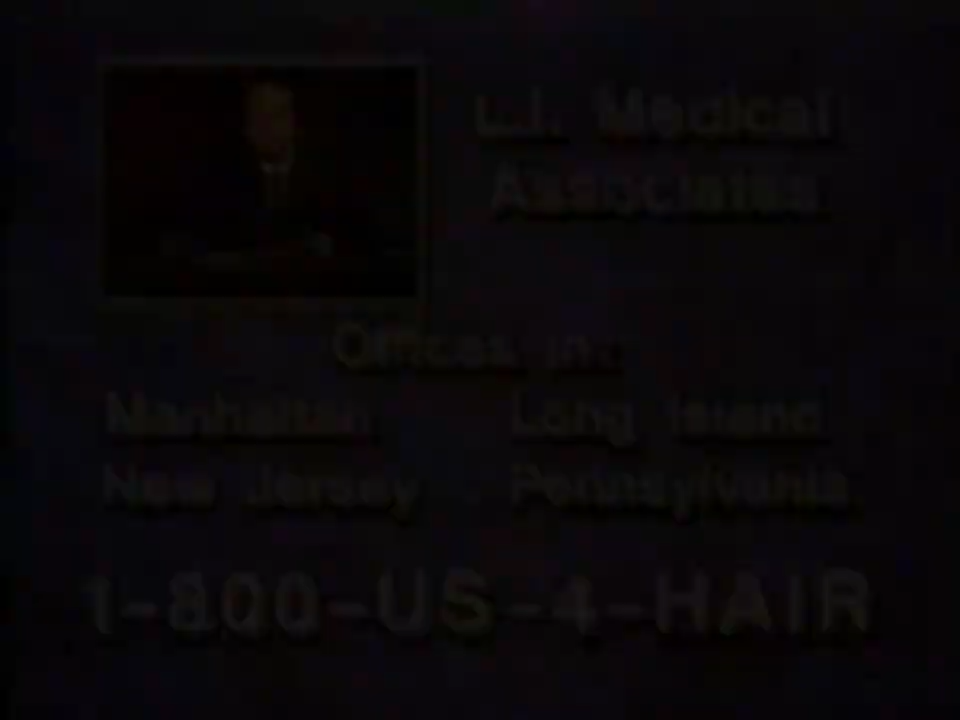 L.I. Medical
Associates
Offices in:
Manhattan Long Island
New Jersey Pennsylvania
1-800-US-4-HAIR